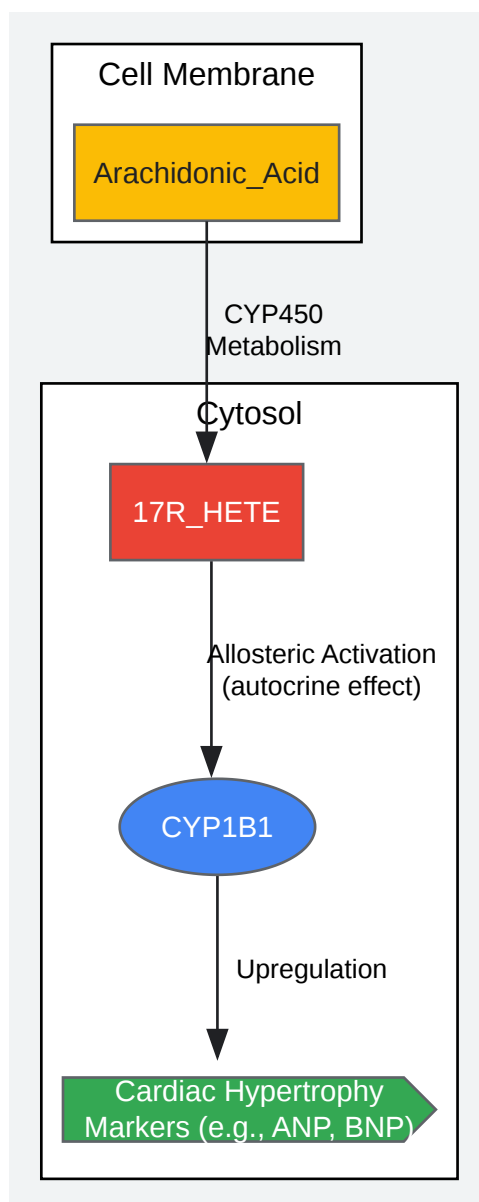 Cell Membrane
Arachidonic_Acid
CYP450
Metabolism
Cytosol
17R_HETE
Allosteric Activation
(autocrine effect)
CYP1B1
Upregulation
Cardiac Hypertrophy
Markers (e.g., ANP, BNP)